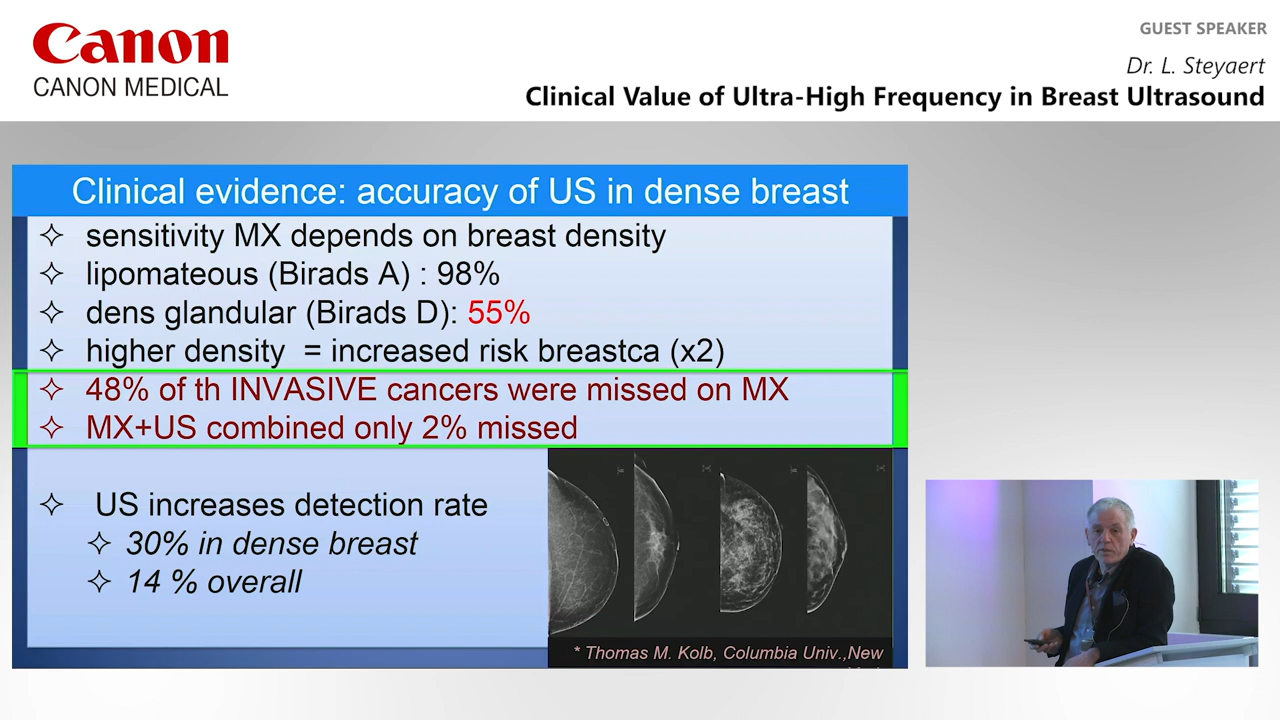 Canon
CANON MEDICAL
GUEST SPEAKER
Dr. L. Steyaert
Clinical Value of Ultra-High Frequency in Breast Ultrasound
Clinical evidence: accuracy of US in dense breast
sensitivity MX depends on breast density
lipomateous (Birads A) : 98%
dens glandular (Birads D): 55%
higher density = increased risk breastca (x2)
48% of th INVASIVE cancers were missed on MX
MX+US combined only 2% missed
US increases detection rate
30% in dense breast
14 % overall
* Thomas M. Kolb, Columbia Univ.,New